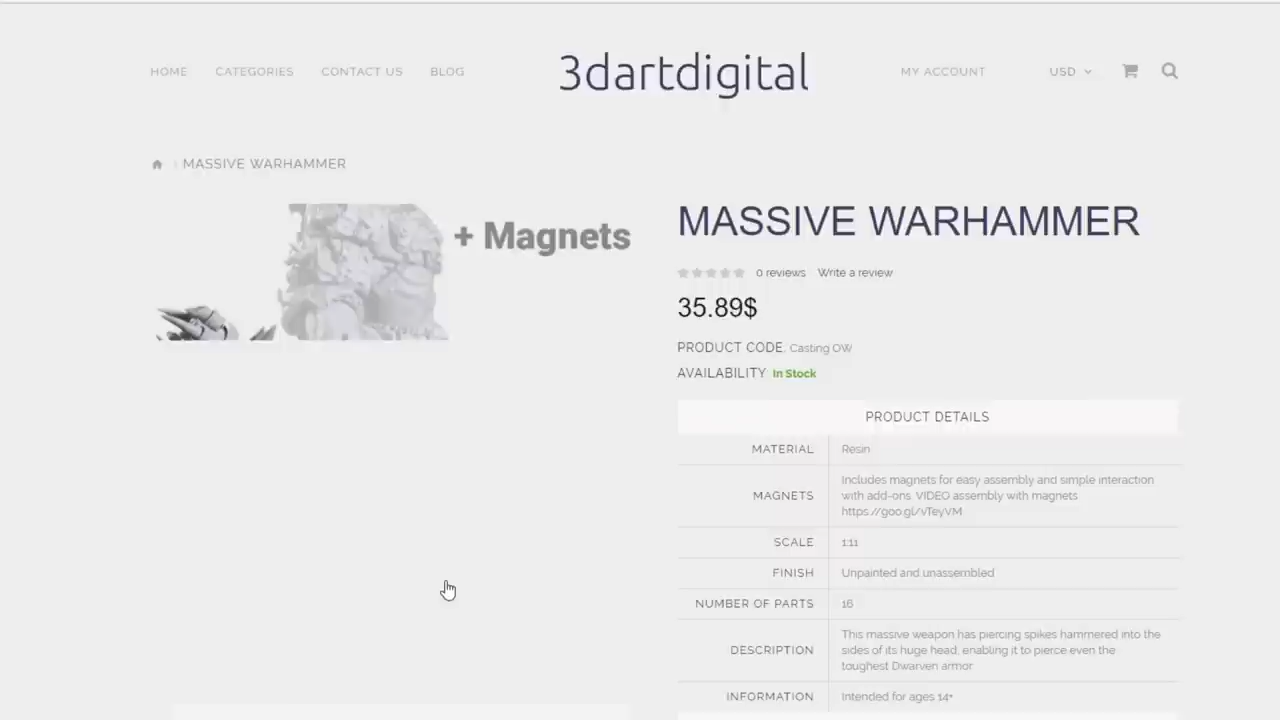 HOME CATEGORIES CONTACT US BLOG 3dartdigital MY ACCOUNT USD
MASSIVE WARHAMMER
+ Magnets
MASSIVE WARHAMMER
0 reviews Write a review
35.89$
PRODUCT CODE: Casting OW
AVAILABILITY In Stock
PRODUCT DETAILS
MATERIAL Resin
MAGNETS Includes magnets for easy assembly and simple interaction
with add-ons. VIDEO assembly with magnets
https://goo.gl/vTeyVM
SCALE 1:11
FINISH Unpainted and unassembled
NUMBER OF PARTS 16
DESCRIPTION This massive weapon has piercing spikes hammered into the
sides of its huge head, enabling it to pierce even the
toughest Dwarven armor
INFORMATION Intended for ages 14+